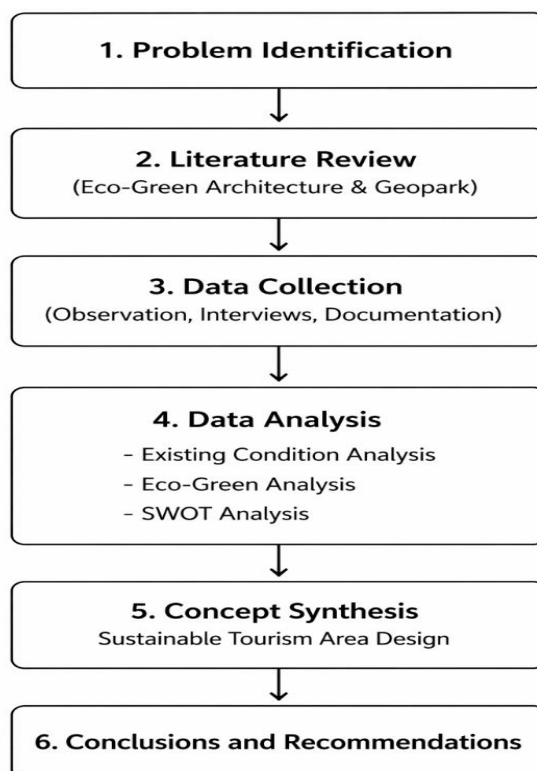 1. Problem Identification
2. Literature Review
(Eco-Green Architecture & Geopark)
3. Data Collection
(Observation, Interviews, Documentation)
4. Data Analysis
- Existing Condition Analysis
- Eco-Green Analysis
- SWOT Analysis
5. Concept Synthesis
Sustainable Tourism Area Design
6. Conclusions and Recommendations